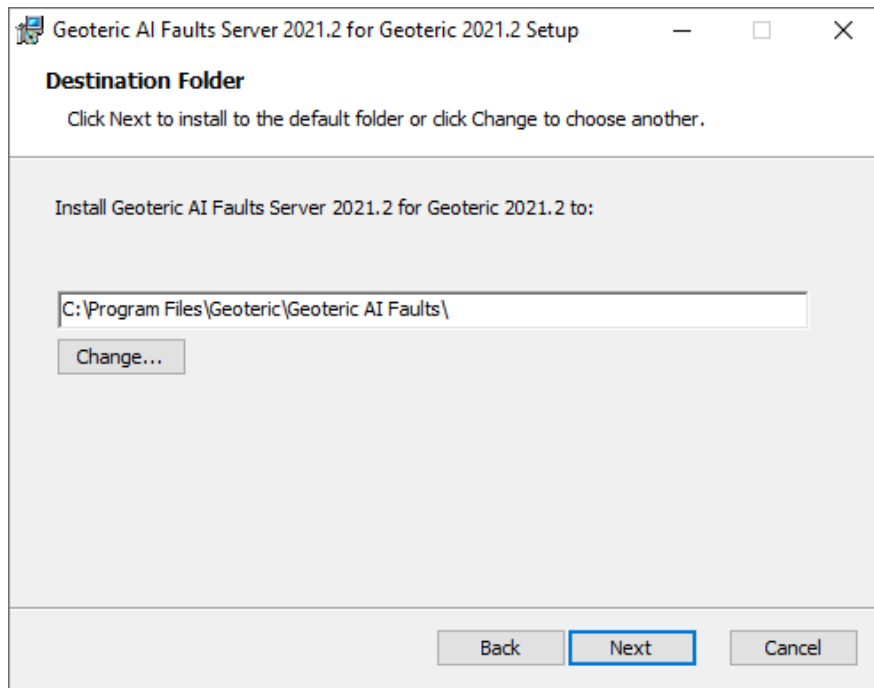 Geoteric AI Faults Server 2021.2 for Geoteric 2021.2 Setup
Destination Folder
Click Next to install to the default folder or click Change to choose another.
Install Geoteric AI Faults Server 2021.2 for Geoteric 2021.2 to:
C:\Program Files\Geoteric\Geoteric AI Faults\
Change...
Back Next Cancel